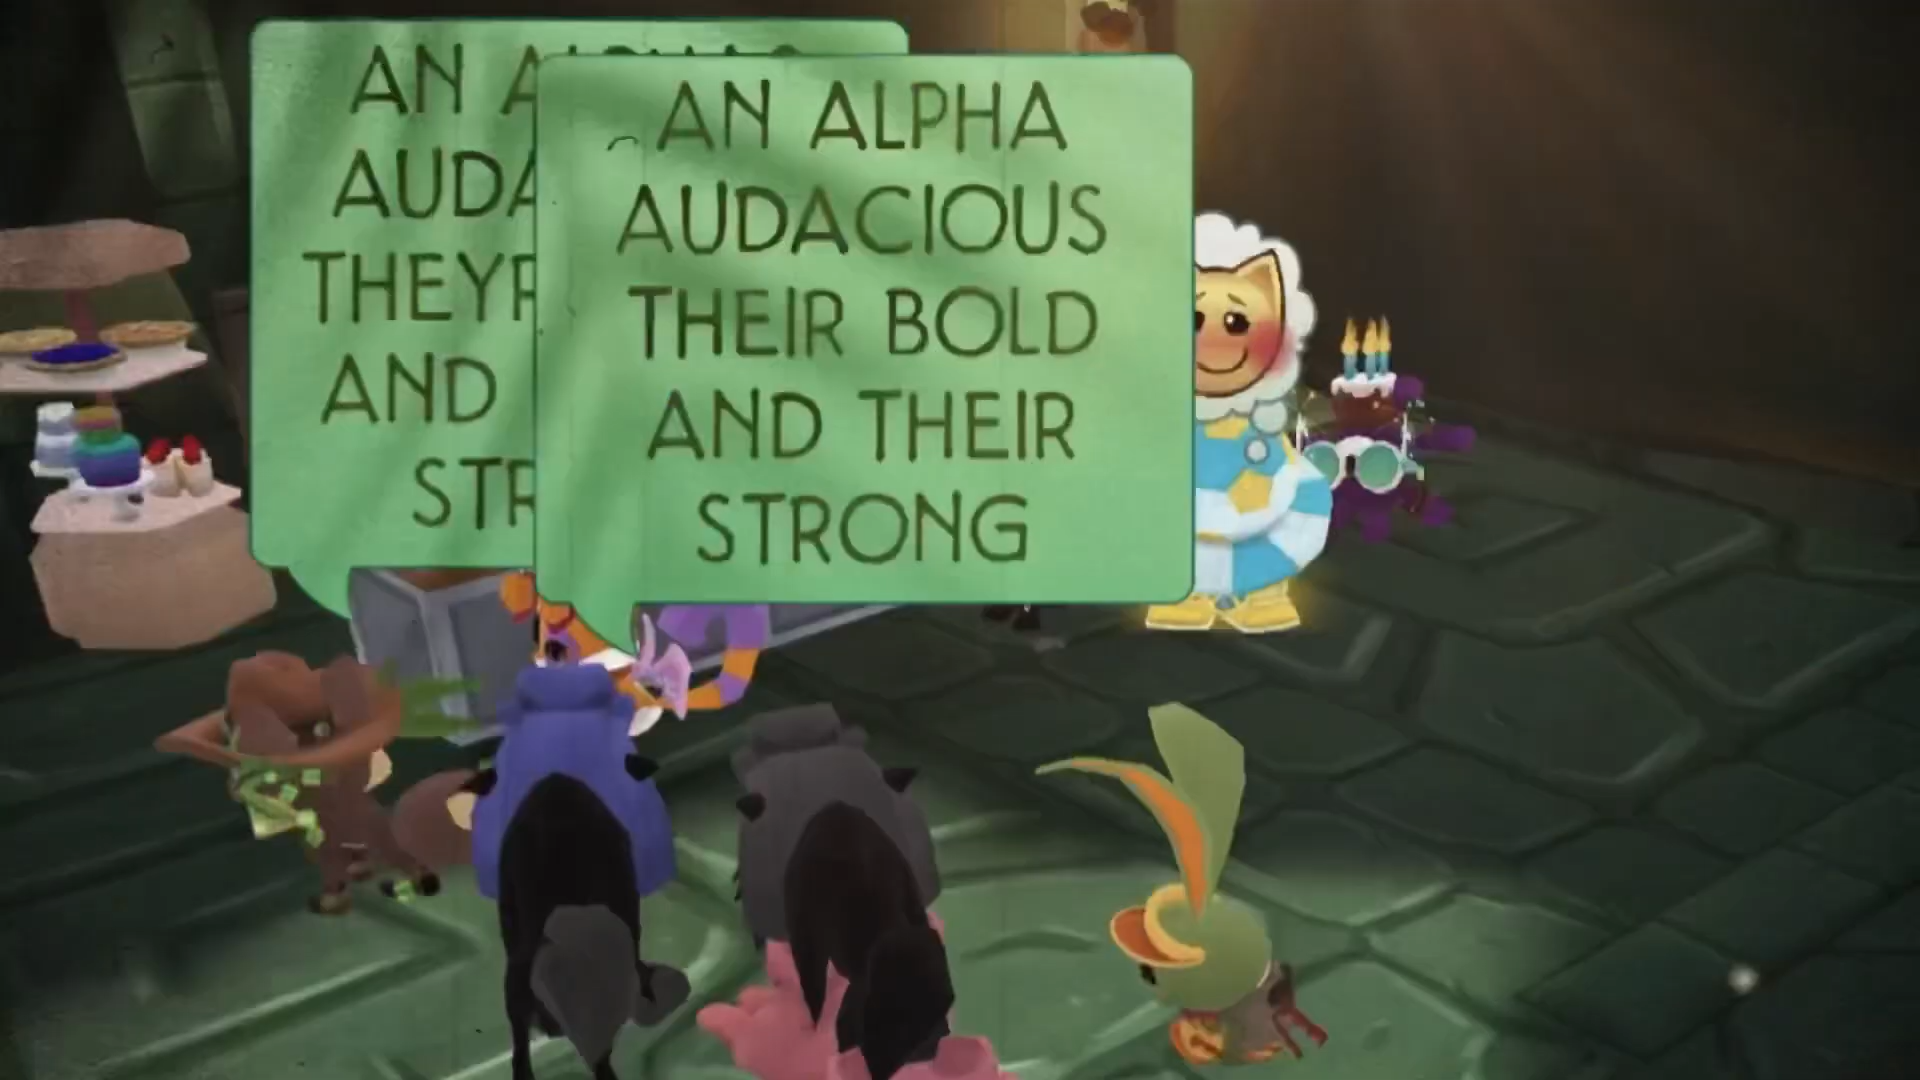 AN
AUDA
THEYR
AND
STR
AN ALPHA
AUDACIOUS
THEIR BOLD
AND THEIR
STRONG